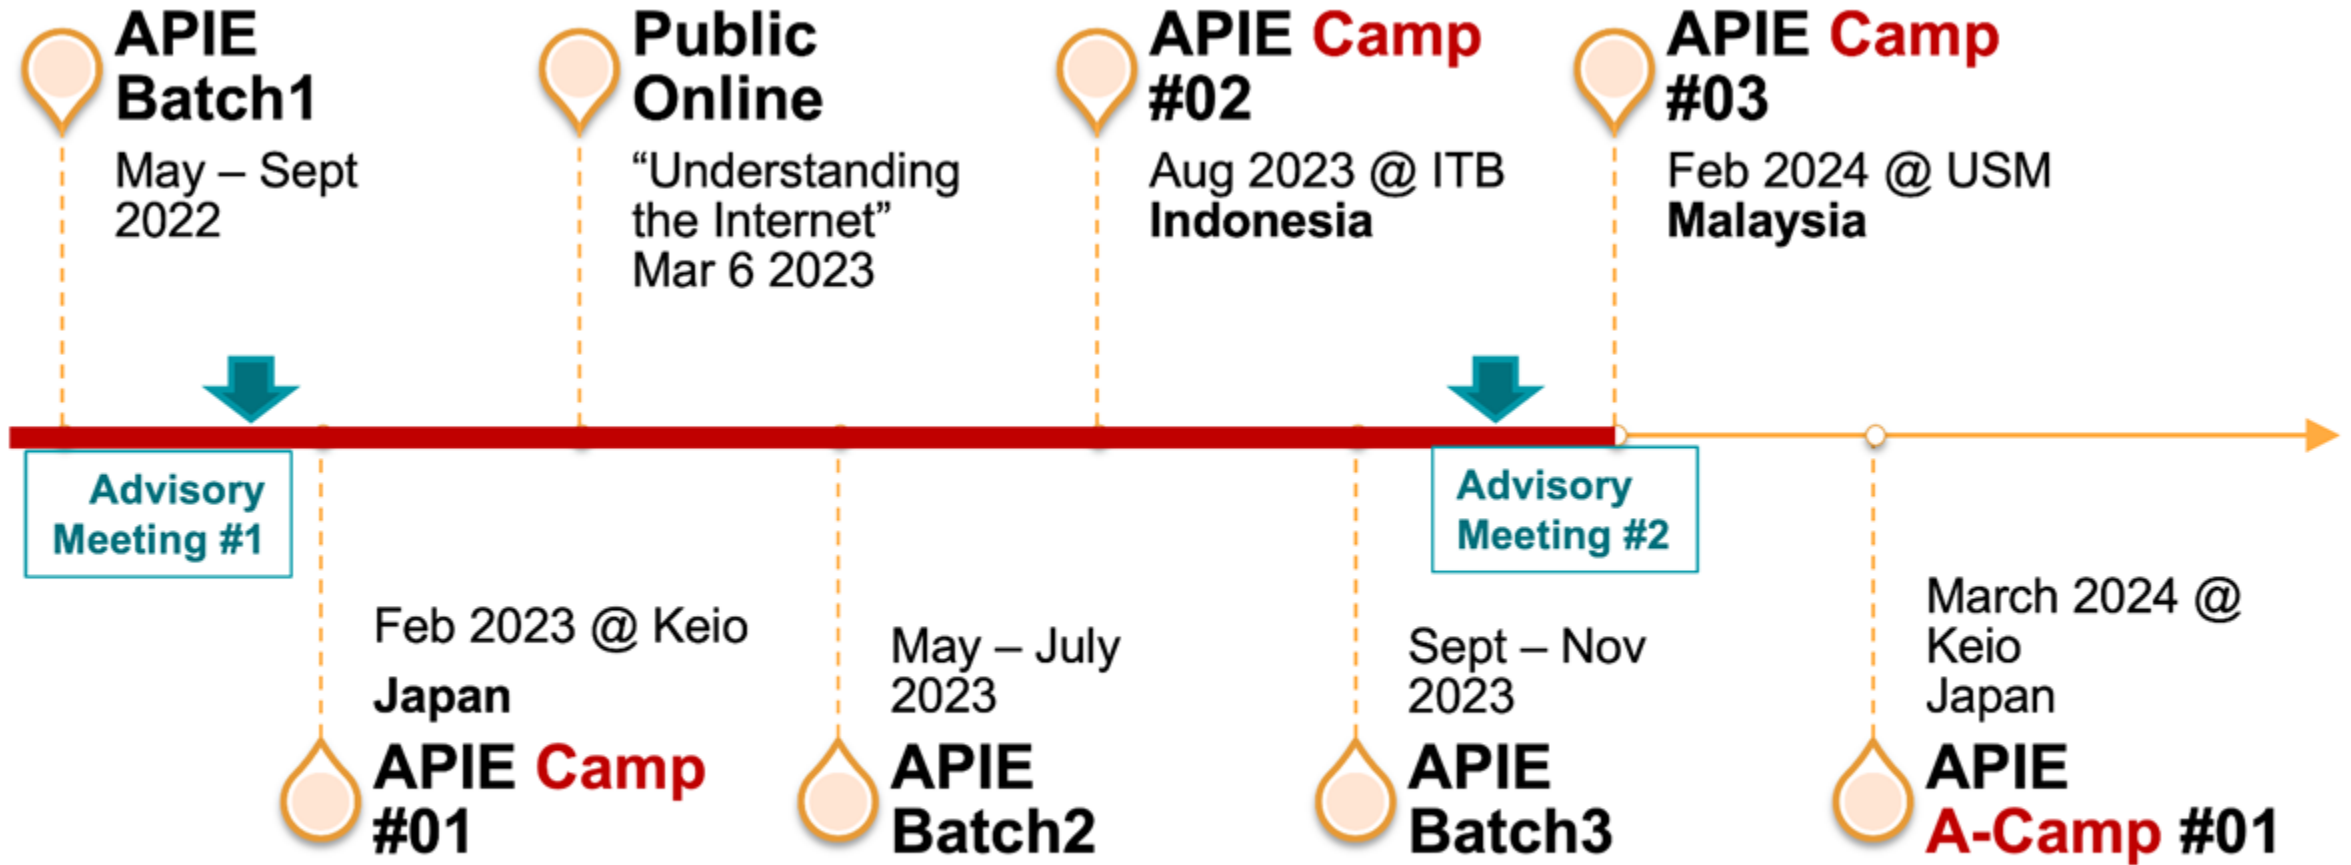 APIE
Batch1
May – Sept
2022
Public
Online
“Understanding
the Internet”
Mar 6 2023
APIE Camp
#02
Aug 2023 @ ITB
Indonesia
APIE Camp
#03
Feb 2024 @ USM
Malaysia
Advisory
Meeting #1
Advisory
Meeting #2
Feb 2023 @ Keio
Japan
APIE Camp
#01
May – July
2023
APIE
Batch2
Sept – Nov
2023
APIE
Batch3
March 2024 @
Keio
Japan
APIE
A-Camp #01